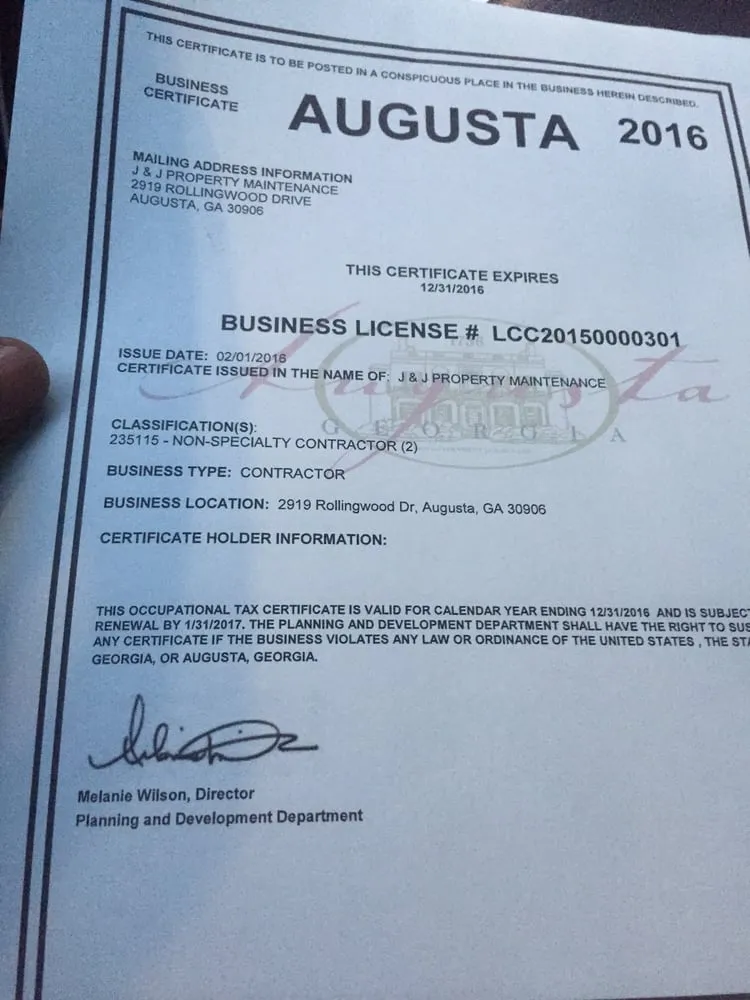 THIS CERTIFICATE IS TO BE POSTED IN A CONSPICUOUS PLACE IN THE BUSINESS HEREIN DESCRIBED.
BUSINESS
CERTIFICATE
AUGUSTA 2016
MAILING ADDRESS INFORMATION
J & J PROPERTY MAINTENANCE
2919 ROLLINGWOOD DRIVE
AUGUSTA, GA 30906
THIS CERTIFICATE EXPIRES
12/31/2016
BUSINESS LICENSE # LCC20150000301
ISSUE DATE: 02/01/2016
CERTIFICATE ISSUED IN THE NAME OF: J & J PROPERTY MAINTENANCE
Augusta
GEORGIA
CLASSIFICATION(S):
235115 - NON-SPECIALTY CONTRACTOR (2)
BUSINESS TYPE: CONTRACTOR
BUSINESS LOCATION: 2919 Rollingwood Dr, Augusta, GA 30906
CERTIFICATE HOLDER INFORMATION:
THIS OCCUPATIONAL TAX CERTIFICATE IS VALID FOR CALENDAR YEAR ENDING 12/31/2016 AND IS SUBJECT
RENEWAL BY 1/31/2017. THE PLANNING AND DEVELOPMENT DEPARTMENT SHALL HAVE THE RIGHT TO SUS
ANY CERTIFICATE IF THE BUSINESS VIOLATES ANY LAW OR ORDINANCE OF THE UNITED STATES , THE STA
GEORGIA, OR AUGUSTA, GEORGIA.
Melanie Wilson, Director
Planning and Development Department